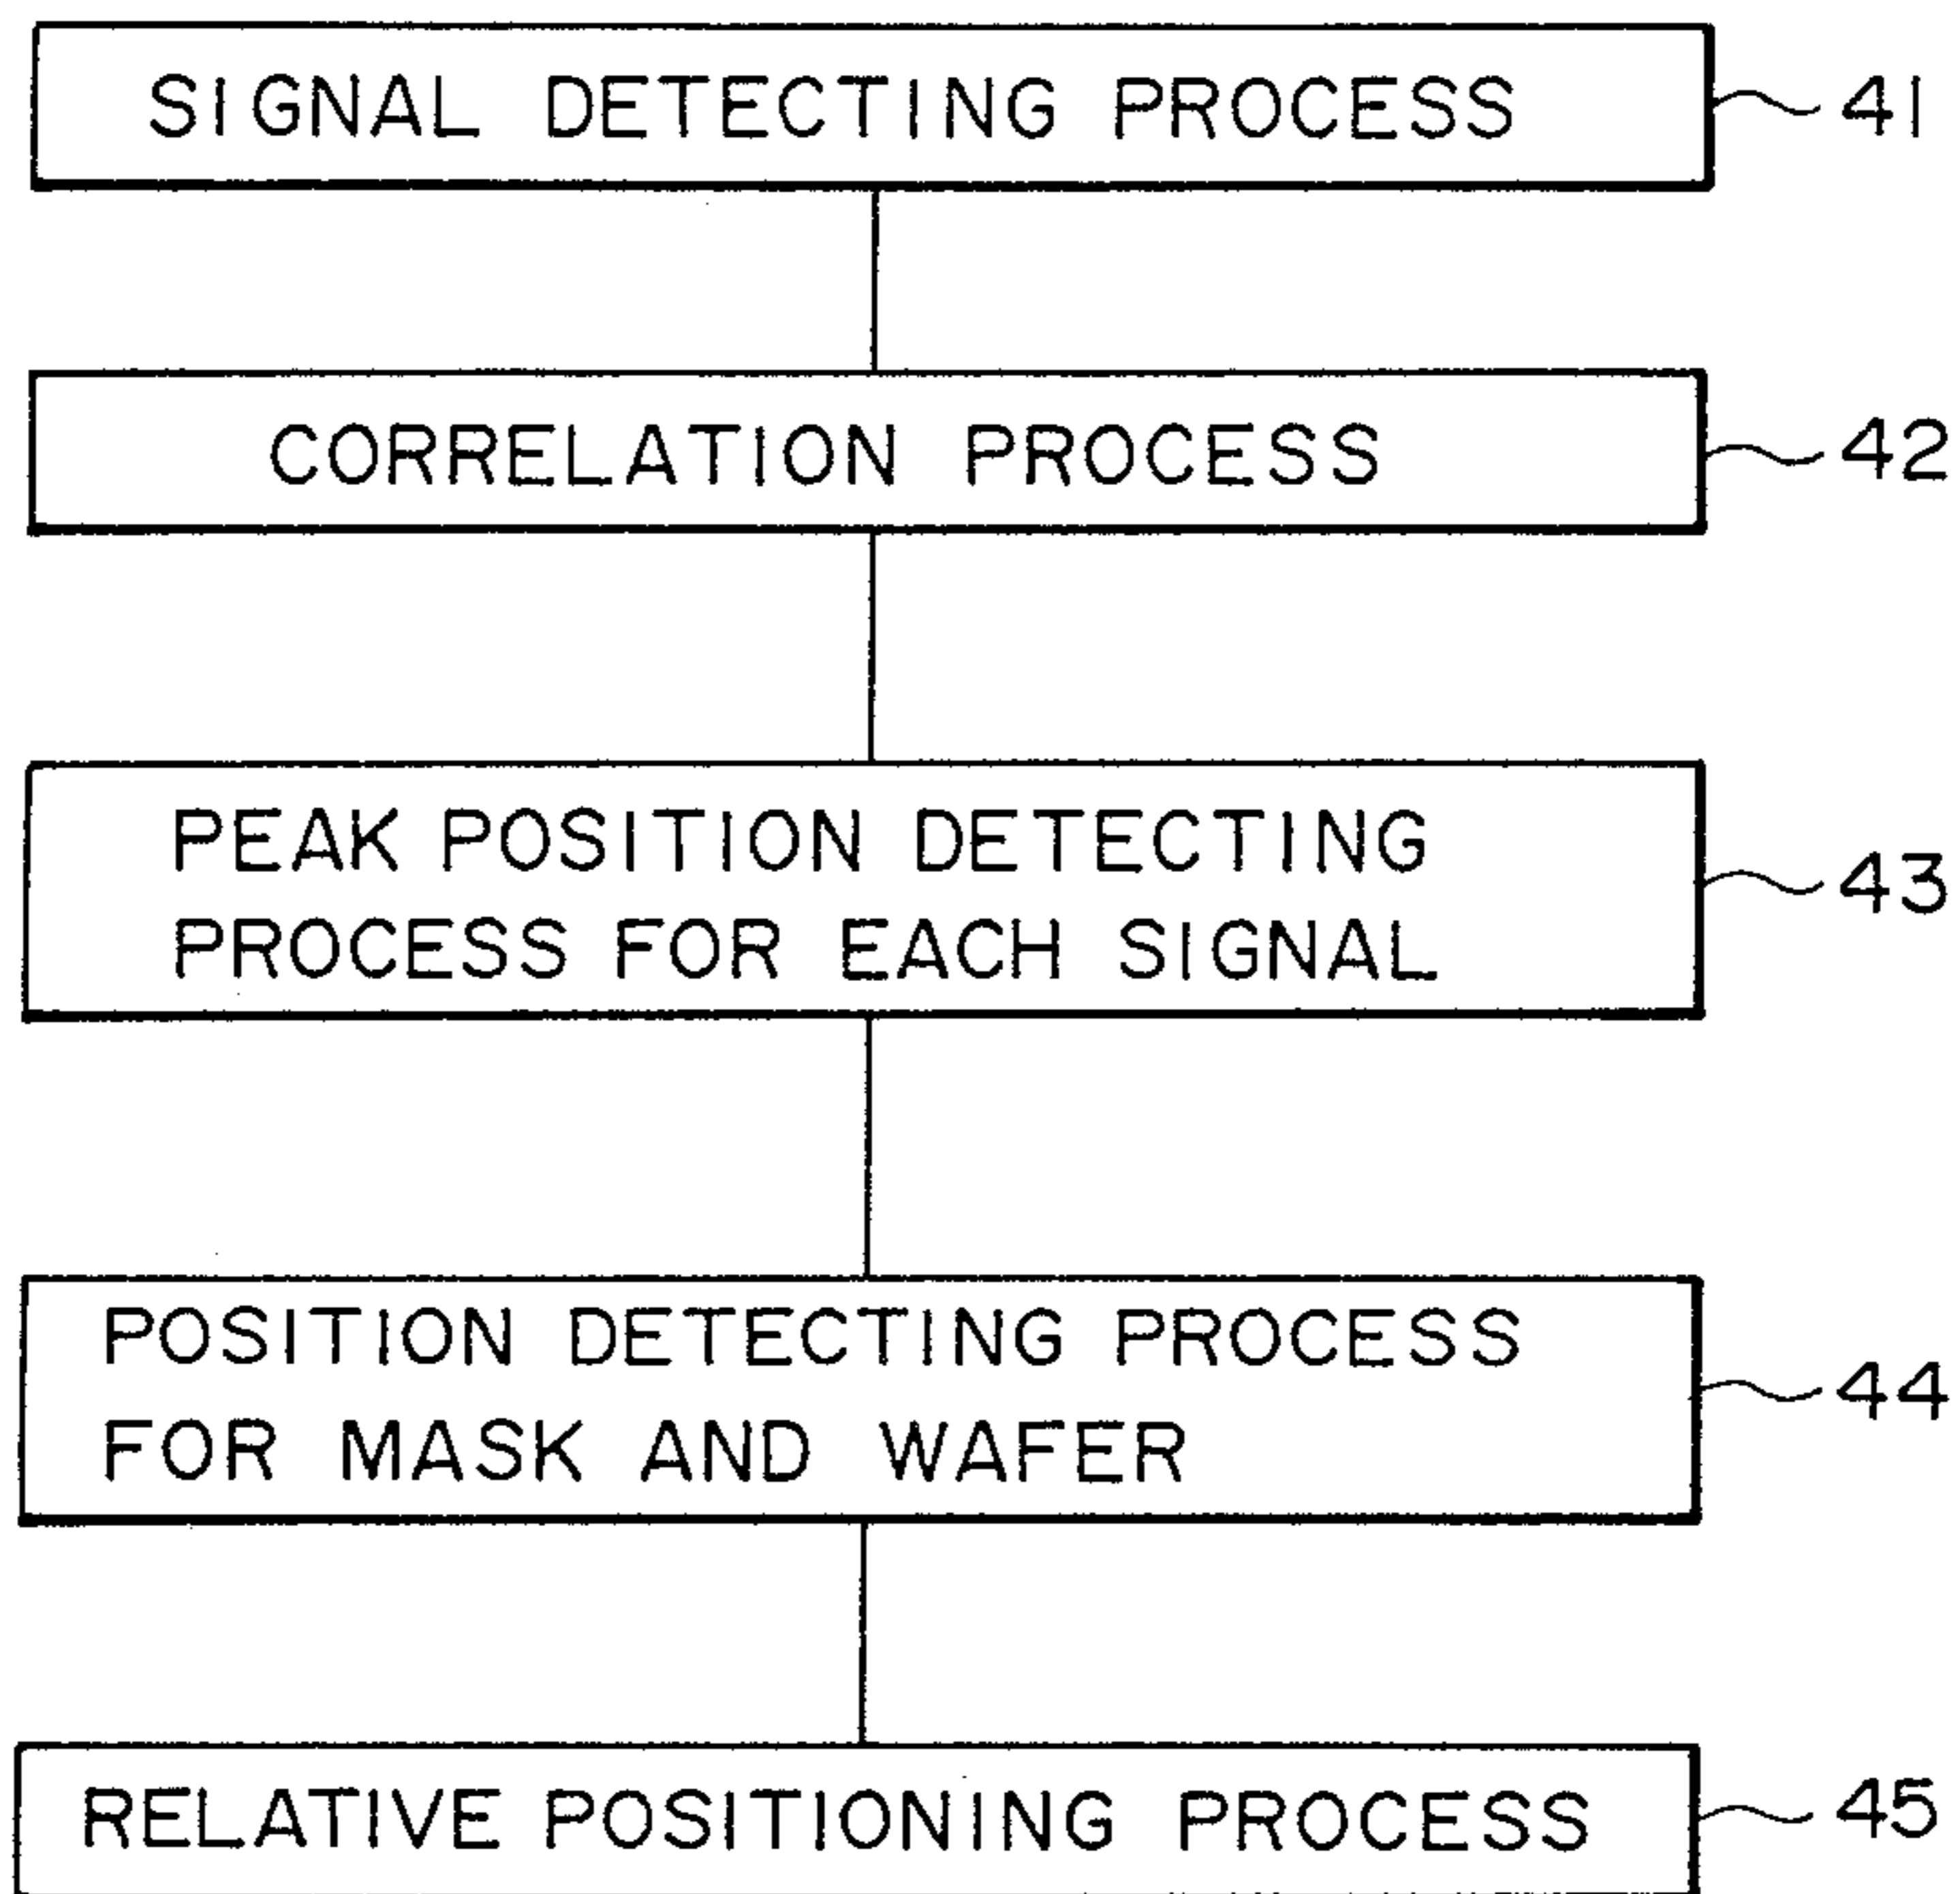 SIGNAL DETECTING PROCESS 41
CORRELATION PROCESS 42
PEAK POSITION DETECTING
PROCESS FOR EACH SIGNAL 43
POSITION DETECTING PROCESS
FOR MASK AND WAFER 44
RELATIVE POSITIONING PROCESS 45